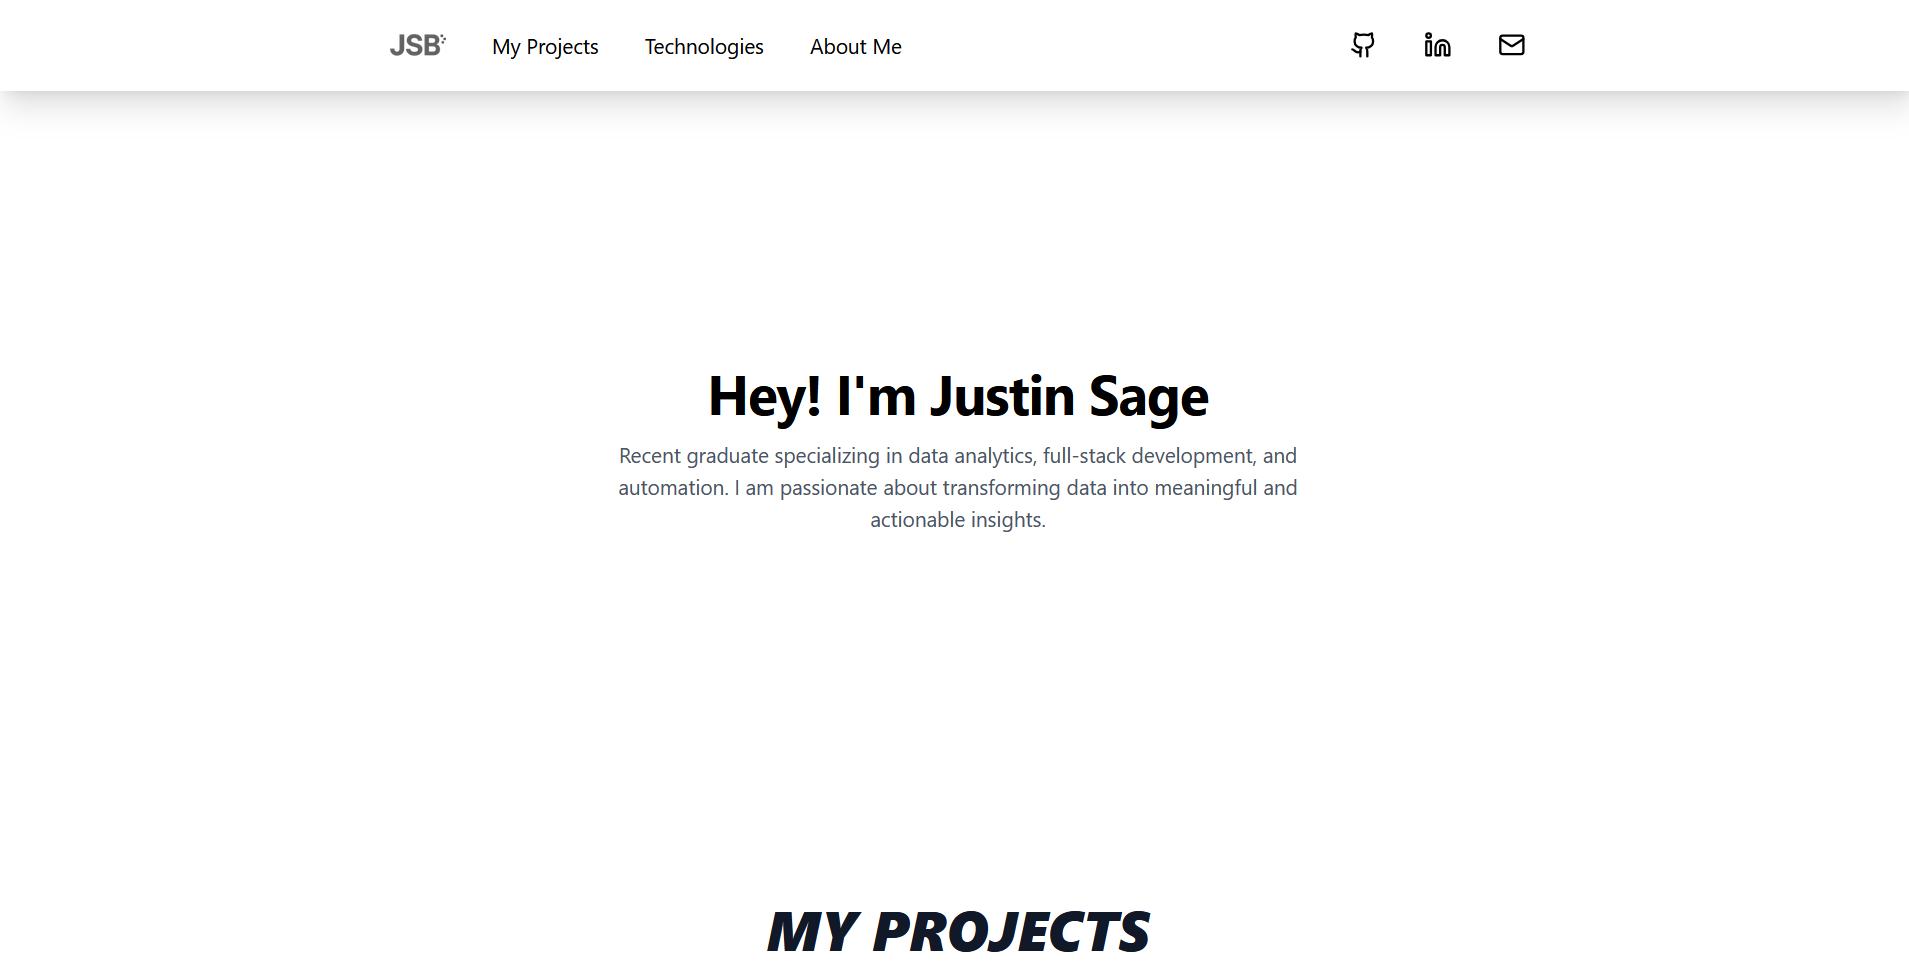 JSB
My Projects
Technologies
About Me
Hey! I'm Justin Sage
Recent graduate specializing in data analytics, full-stack development, and
automation. I am passionate about transforming data into meaningful and
actionable insights.
MY PROJECTS